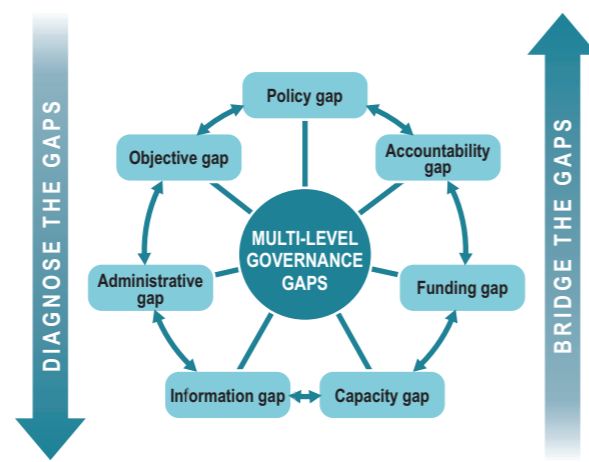 DIAGNOSE THE GAPS
Policy gap
Objective gap
Accountability
gap
MULTI-LEVEL
GOVERNANCE
GAPS
Administrative
gap
Funding gap
Information gap
Capacity gap
BRIDGE THE GAPS